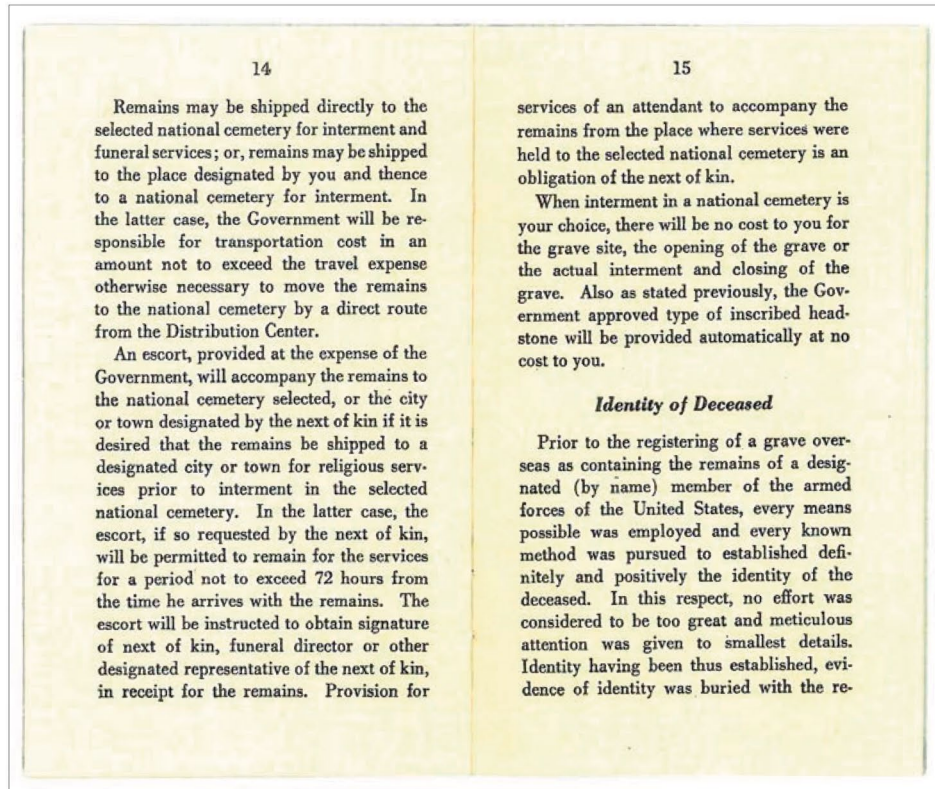 14
Remains may be shipped directly to the
selected national cemetery for interment and
funeral services; or, remains may be shipped
to the place designated by you and thence
to a national cemetery for interment. In
the latter case, the Government will be re-
sponsible for transportation cost in an
amount not to exceed the travel expense
otherwise necessary to move the remains
to the national cemetery by a direct route
from the Distribution Center.
An escort, provided at the expense of the
Government, will accompany the remains to
the national cemetery selected, or the city
or town designated by the next of kin if it is
desired that the remains be shipped to a
designated city or town for religious serv-
ices prior to interment in the selected
national cemetery. In the latter case, the
escort, if so requested by the next of kin,
will be permitted to remain for the services
for a period not to exceed 72 hours from
the time he arrives with the remains. The
escort will be instructed to obtain signature
of next of kin, funeral director or other
designated representative of the next of kin,
in receipt for the remains. Provision for
15
services of an attendant to accompany the
remains from the place where services were
held to the selected national cemetery is an
obligation of the next of kin.
When interment in a national cemetery is
your choice, there will be no cost to you for
the grave site, the opening of the grave or
the actual interment and closing of the
grave. Also as stated previously, the Gov-
ernment approved type of inscribed head-
stone will be provided automatically at no
cost to you.
Identity of Deceased
Prior to the registering of a grave over-
seas as containing the remains of a desig-
nated (by name) member of the armed
forces of the United States, every means
possible was employed and every known
method was pursued to established defi-
nitely and positively the identity of the
deceased. In this respect, no effort was
considered to be too great and meticulous
attention was given to smallest details.
Identity having been thus established, evi-
dence of identity was buried with the re-